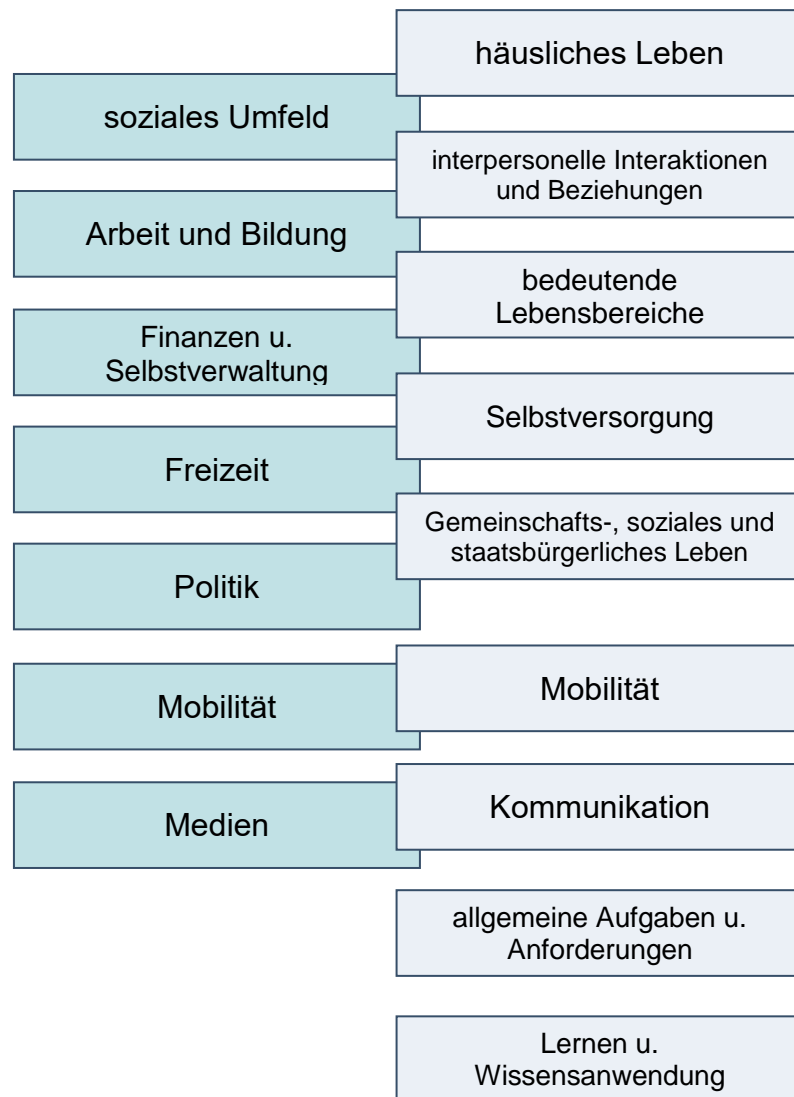 häusliches Leben
soziales Umfeld
interpersonelle Interaktionen
und Beziehungen
Arbeit und Bildung
bedeutende
Lebensbereiche
Finanzen u.
Selbstverwaltung
Selbstversorgung
Freizeit
Gemeinschafts-, soziales und
staatsbürgerliches Leben
Politik
Mobilität
Mobilität
Kommunikation
Medien
allgemeine Aufgaben u.
Anforderungen
Lernen u.
Wissensanwendung